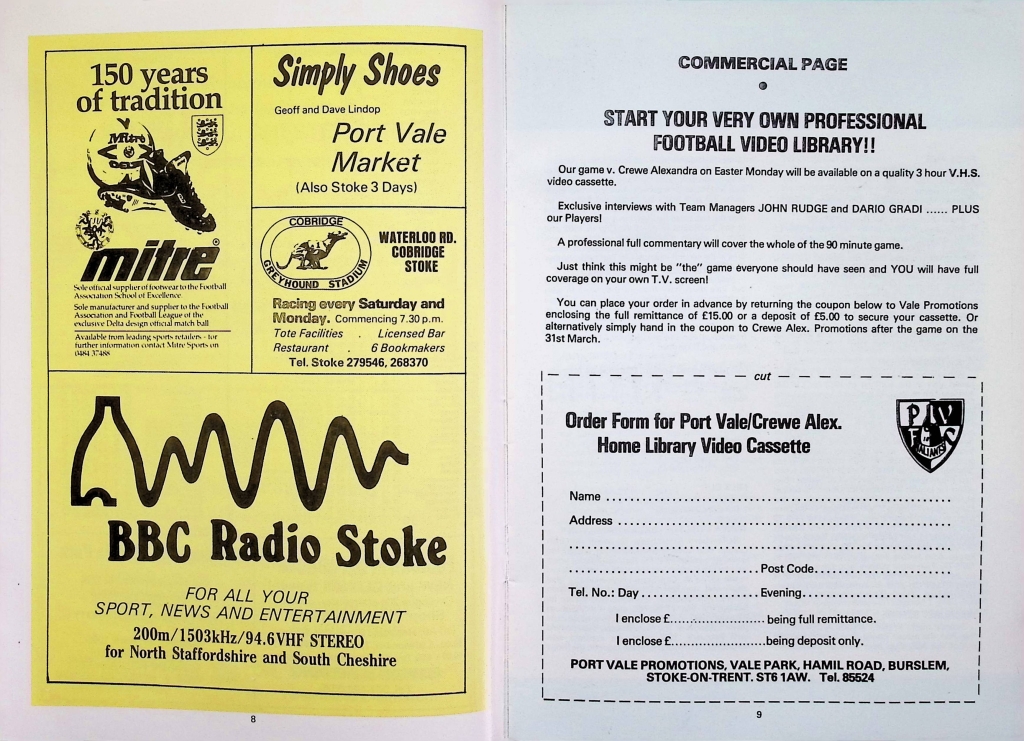 150 years
of tradition
Mitre
DELTA
mitre®
Sole official supplier of footwear to the Football
Association School of Excellence.
Sole manufacturer and supplier to the Football
Association and Football League of the
exclusive Delta design official match ball
Available from leading sports retailers - for
further information contact Mitre Sports on
0484 37488
Simply Shoes
Geoff and Dave Lindop
Port Vale
Market
(Also Stoke 3 Days)
COBRIDGE
GREYHOUND STADIUM
WATERLOO RD.
COBRIDGE
STOKE
Racing every Saturday and
Monday. Commencing 7.30 p.m.
Tote Facilities . Licensed Bar
Restaurant . 6 Bookmakers
Tel. Stoke 279546, 268370
BBC Radio Stoke
FOR ALL YOUR
SPORT, NEWS AND ENTERTAINMENT
200m/1503kHz/94.6VHF STEREO
for North Staffordshire and South Cheshire
8
COMMERCIAL PAGE
START YOUR VERY OWN PROFESSIONAL
FOOTBALL VIDEO LIBRARY!!
Our game v. Crewe Alexandra on Easter Monday will be available on a quality 3 hour V.H.S.
video cassette.
Exclusive interviews with Team Managers JOHN RUDGE and DARIO GRADI ...... PLUS
our Players!
A professional full commentary will cover the whole of the 90 minute game.
Just think this might be "the" game everyone should have seen and YOU will have full
coverage on your own T.V. screen!
You can place your order in advance by returning the coupon below to Vale Promotions
enclosing the full remittance of £15.00 or a deposit of £5.00 to secure your cassette. Or
alternatively simply hand in the coupon to Crewe Alex. Promotions after the game on the
31st March.
cut
Order Form for Port Vale/Crewe Alex.
Home Library Video Cassette
P V
F C
Name
Address
Post Code
Tel. No.: Day Evening
I enclose £ being full remittance.
I enclose £ being deposit only.
PORT VALE PROMOTIONS, VALE PARK, HAMIL ROAD, BURSLEM,
STOKE-ON-TRENT. ST6 1AW. Tel. 85524
9